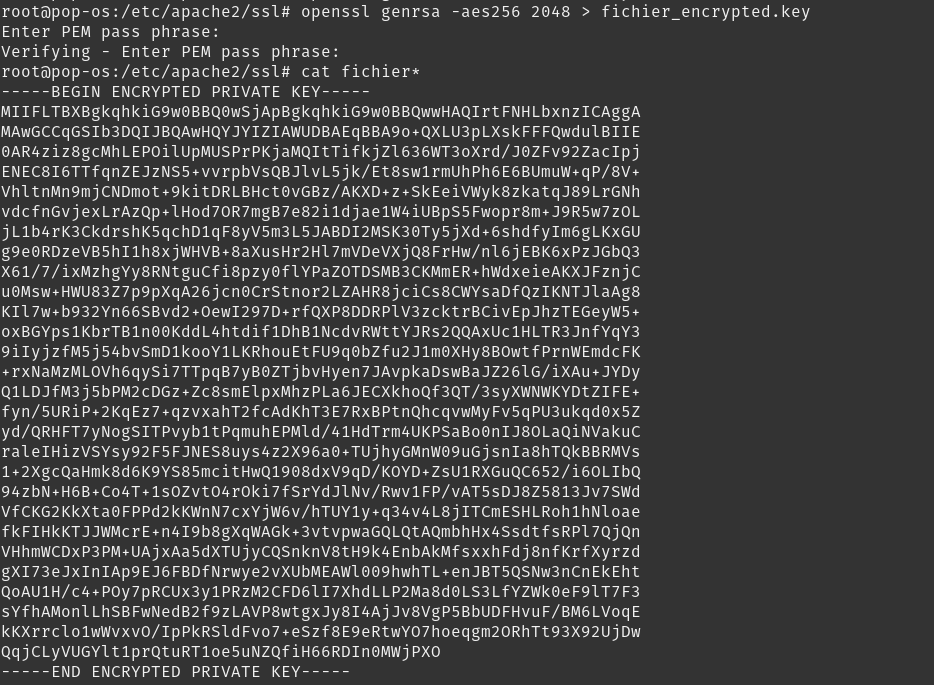 root@pop-os:/etc/apache2/ssl# openssl genrsa -aes256 2048 > fichier_encrypted.key
Enter PEM pass phrase:
Verifying - Enter PEM pass phrase:
root@pop-os:/etc/apache2/ssl# cat fichier*
-----BEGIN ENCRYPTED PRIVATE KEY-----
MIIFLTBXBgkqhkiG9w0BBQ0wSjApBgkqhkiG9w0BBQwwHAQIrtFNHLbxnzICAggA
MAwGCCqGSIb3DQIJBQAwHQYJYIZIAWUDBAEqBBA9o+QXLU3pLXskFFFQwdulBIIE
0AR4ziz8gcMhLEPOilUpMUSPrPKjaMQItTifkjZl636WT3oXrd/J0ZFv92ZacIpj
ENEC8I6TTfqnZEJzNS5+vvrpbVsQBJlvL5jk/Et8sw1rmUhPh6E6BUmuW+qP/8V+
VhltnMn9mjCNDmot+9kitDRLBHct0vGBz/AKXD+z+SkEeiVWyk8zkatqJ89LrGNh
vdcfnGvjexLrAzQp+lHod7OR7mgB7e82i1djae1W4iUBpS5Fwopr8m+J9R5w7zOL
jL1b4rK3CkdrshK5qchD1qF8yV5m3L5JABDI2MSK30Ty5jXd+6shdfyIm6gLKxGU
g9e0RDzeVB5hI1h8xjWHVB+8aXusHr2Hl7mVDeVXjQ8FrHw/nl6jEBK6xPzJGbQ3
X61/7/ixMzhgYy8RNtguCfi8pzy0flYPaZOTDSMB3CKMmER+hWdxeieAKXJFznjC
u0Msw+HWU83Z7p9pXqA26jcn0CrStnor2LZAHR8jciCs8CWYsaDfQzIKNTJlaAg8
KIl7w+b932Yn66SBvd2+OewI297D+rfQXP8DDRPlV3zcktrBCivEpJhzTEGeyW5+
oxBGYps1KbrTB1n00KddL4htdif1DhB1NcdvRWttYJRs2QQAxUc1HLTR3JnfYqY3
9iIyjzfM5j54bvSmD1kooY1LKRhouEtFU9q0bZfu2J1m0XHy8BOwtfPrnWEmdcFK
+rxNaMzMLOVh6qySi7TTpqB7yB0ZTjbvHyen7JAvpkaDswBaJZ26lG/iXAu+JYDy
Q1LDJfM3j5bPM2cDGz+Zc8smElpxMhzPLa6JECXkhoQf3QT/3syXWNWKYDtZIFE+
fyn/5URiP+2KqEz7+qzvxahT2fcAdKhT3E7RxBPtnQhcqvwMyFv5qPU3ukqd0x5Z
yd/QRHFT7yNogSITPvyb1tPqmuhEPMld/41HdTrm4UKPSaBo0nIJ8OLaQiNVakuC
raleIHizVSYsy92F5FJNES8uys4z2X96a0+TUjhyGMnW09uGjsnIa8hTQkBBRMVs
1+2XgcQaHmk8d6K9YS85mcitHwQ1908dxV9qD/KOYD+ZsU1RXGuQC652/i6OLIbQ
94zbN+H6B+Co4T+1sOZvtO4rOki7fSrYdJlNv/Rwv1FP/vAT5sDJ8Z5813Jv7SWd
VfCKG2KkXta0FPPd2kKWnN7cxYjW6v/hTUY1y+q34v4L8jITCmESHLRoh1hNloae
fkFIHkKTJJWMcrE+n4I9b8gXqWAGk+3vtvpwaGQLQtAQmbhHx4SsdtfsRPl7QjQn
VHhmWCDxP3PM+UAjxAa5dXTUjyCQSnknV8tH9k4EnbAkMfsxxhFdj8nfKrfXyrzd
gXI73eJxInIAp9EJ6FBDfNrwye2vXUbMEAWl009hwhTL+enJBT5QSNw3nCnEkEht
QoAU1H/c4+POy7pRCUx3y1PRzM2CFD6lI7XhdLLP2Ma8d0LS3LfYZWk0eF9lT7F3
sYfhAMonlLhSBFwNedB2f9zLAVP8wtgxJy8I4AjJv8VgP5BbUDFHvuF/BM6LVoqE
kKXrrclo1wWvxvO/IpPkRSldFvo7+eSzf8E9eRtwYO7hoeqgm2ORhTt93X92UjDw
QqjCLyVUGYlt1prQtuRT1oe5uNZQfiH66RDIn0MWjPXO
-----END ENCRYPTED PRIVATE KEY-----